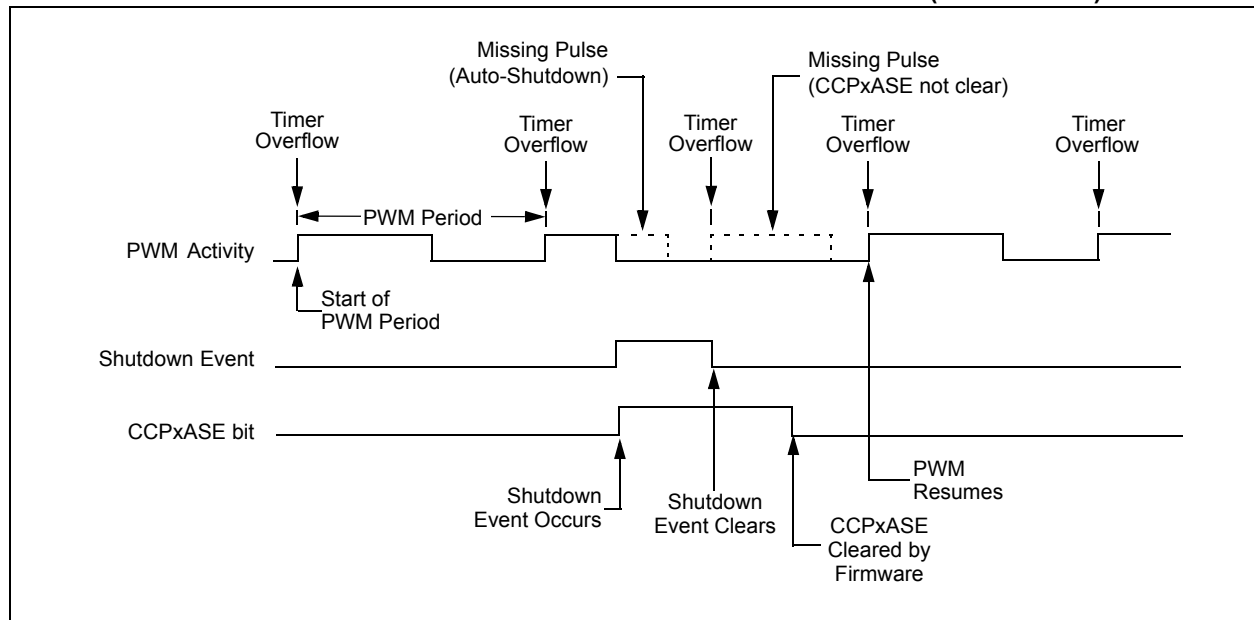 Missing Pulse
(Auto-Shutdown)
Missing Pulse
(CCPxASE not clear)
Timer
Overflow
Timer
Overflow
Timer
Overflow
Timer
Overflow
Timer
Overflow
PWM Period
PWM Activity
Start of
PWM Period
Shutdown Event
CCPxASE bit
Shutdown
Event Occurs
Shutdown
Event Clears
CCPxASE
Cleared by
Firmware
PWM
Resumes